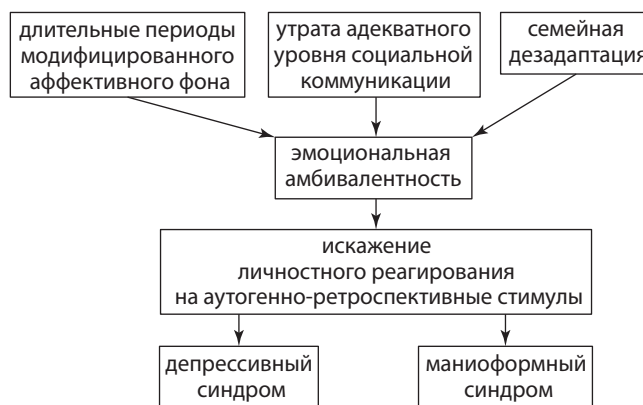 длительные периоды
модифицированного
аффективного фона
утрата адекватного
уровня социальной
коммуникации
семейная
дезадаптация
эмоциональная
амбивалентность
искажение
личностного реагирования
на аутогенно-ретроспективные стимулы
депрессивный
синдром
маниоформный
синдром